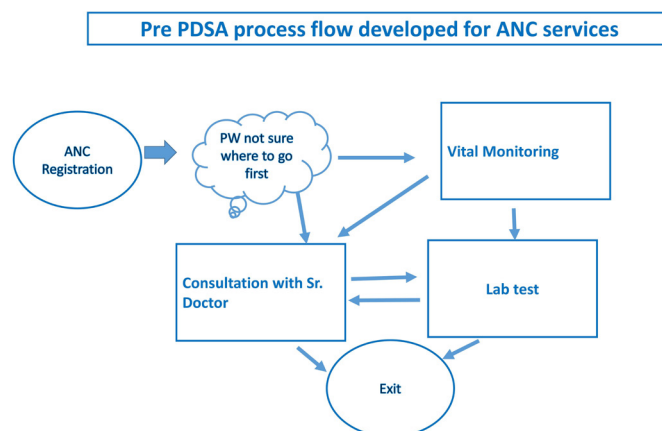 Pre PDSA process flow developed for ANC services
ANC
Registration
PW not sure
where to go
first
Vital Monitoring
Consultation with Sr.
Doctor
Lab test
Exit